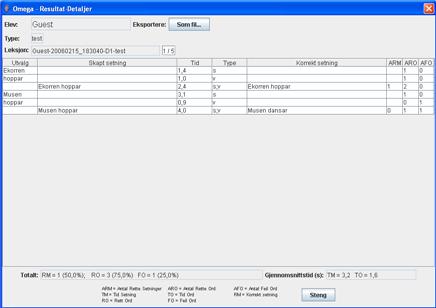 Omega - Resultat-Detaljer
Elev: Guest Eksportere: Som fil...
Type: test
Leksjon: Guest-20060215_183040-D1-test 1 / 5
Utvalg Skapt setning Tid Type Korrekt setning ARM ARO AFO
Ekorren 1,4 s 1 0
hoppar 1,0 v 1 0
Ekorren hoppar 2,4 s;v Ekorren hoppar 1 2 0
Musen 3,1 s 1 0
hoppar 0,9 v 0 1
Musen hoppar 4,0 s;v Musen dansar 0 1 1
Totalt: RM = 1 (50,0%); RO = 3 (75,0%) FO = 1 (25,0%) Gjennomsnittstid (s): TM = 3,2 TO = 1,6
ARM = Antal Rette Setninger ARO = Antal Rette Ord AFO = Antal Feil Ord
TM = Tid Setning TO = Tid Ord RM = Korrekt setning
RO = Rett Ord FO = Feil Ord
Steng